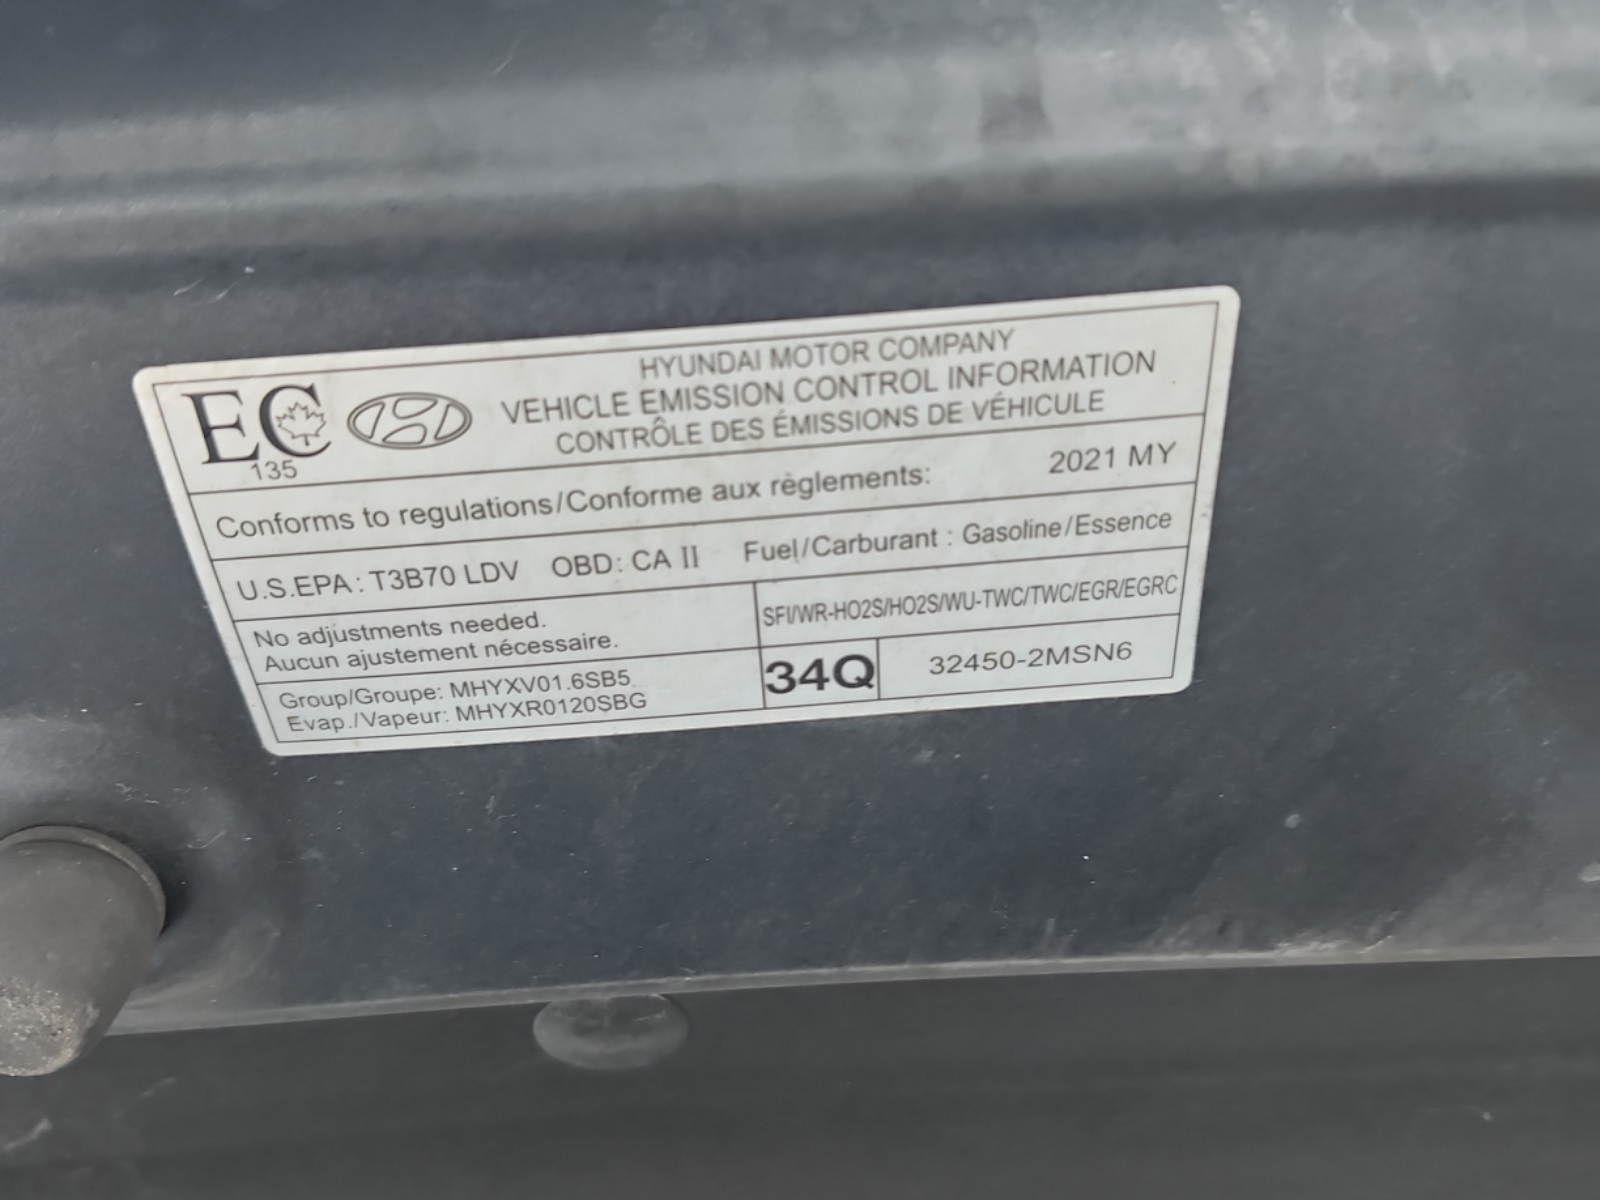 HYUNDAI MOTOR COMPANY
EC
VEHICLE EMISSION CONTROL INFORMATION
CONTRÔLE DES ÉMISSIONS DE VÉHICULE
135
Conforms to regulations/Conforme aux règlements: 2021 MY
U.S.EPA: T3B70 LDV OBD: CA II Fuel/Carburant : Gasoline/Essence
No adjustments needed.
Aucun ajustement nécessaire.
SFI/WR-HO2S/HO2S/WU-TWC/TWC/EGR/EGRC
Group/Groupe: MHYXV01.6SB5
Evap./Vapeur: MHYXR0120SBG
34Q
32450-2MSN6